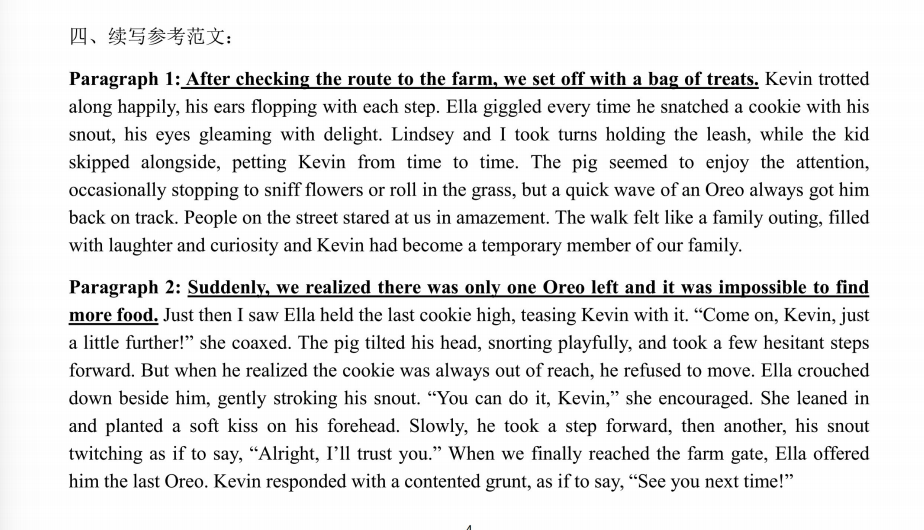 四、续写参考范文：
Paragraph 1: After checking the route to the farm, we set off with a bag of treats. Kevin trotted
along happily, his ears flopping with each step. Ella giggled every time he snatched a cookie with his
snout, his eyes gleaming with delight. Lindsey and I took turns holding the leash, while the kid
skipped alongside, petting Kevin from time to time. The pig seemed to enjoy the attention,
occasionally stopping to sniff flowers or roll in the grass, but a quick wave of an Oreo always got him
back on track. People on the street stared at us in amazement. The walk felt like a family outing, filled
with laughter and curiosity and Kevin had become a temporary member of our family.
Paragraph 2: Suddenly, we realized there was only one Oreo left and it was impossible to find
more food. Just then I saw Ella held the last cookie high, teasing Kevin with it. “Come on, Kevin, just
a little further!” she coaxed. The pig tilted his head, snorting playfully, and took a few hesitant steps
forward. But when he realized the cookie was always out of reach, he refused to move. Ella crouched
down beside him, gently stroking his snout. “You can do it, Kevin,” she encouraged. She leaned in
and planted a soft kiss on his forehead. Slowly, he took a step forward, then another, his snout
twitching as if to say, “Alright, I’ll trust you.” When we finally reached the farm gate, Ella offered
him the last Oreo. Kevin responded with a contented grunt, as if to say, “See you next time!”